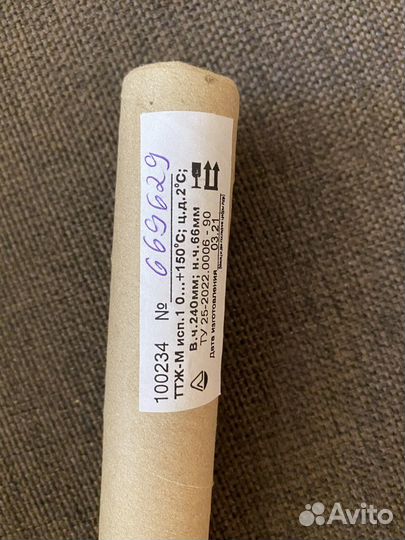 100234 № 669629
ТТЖ-М исп.1 0...+150°С; ц.д.2°С;
В.ч.240мм; н.ч.66мм
ТУ 25-2022.0006 - 90
03.21
Дата изготовления
Avito